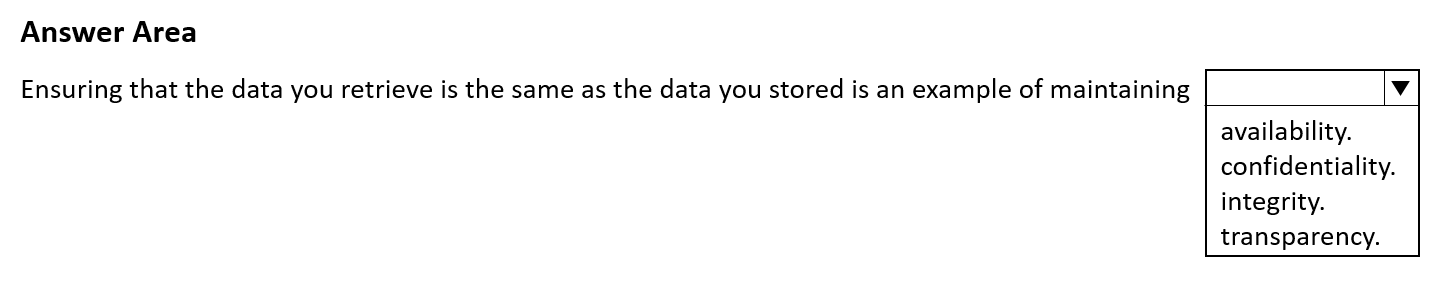 Answer Area
Ensuring that the data you retrieve is the same as the data you stored is an example of maintaining
availability.
confidentiality.
integrity.
transparency.